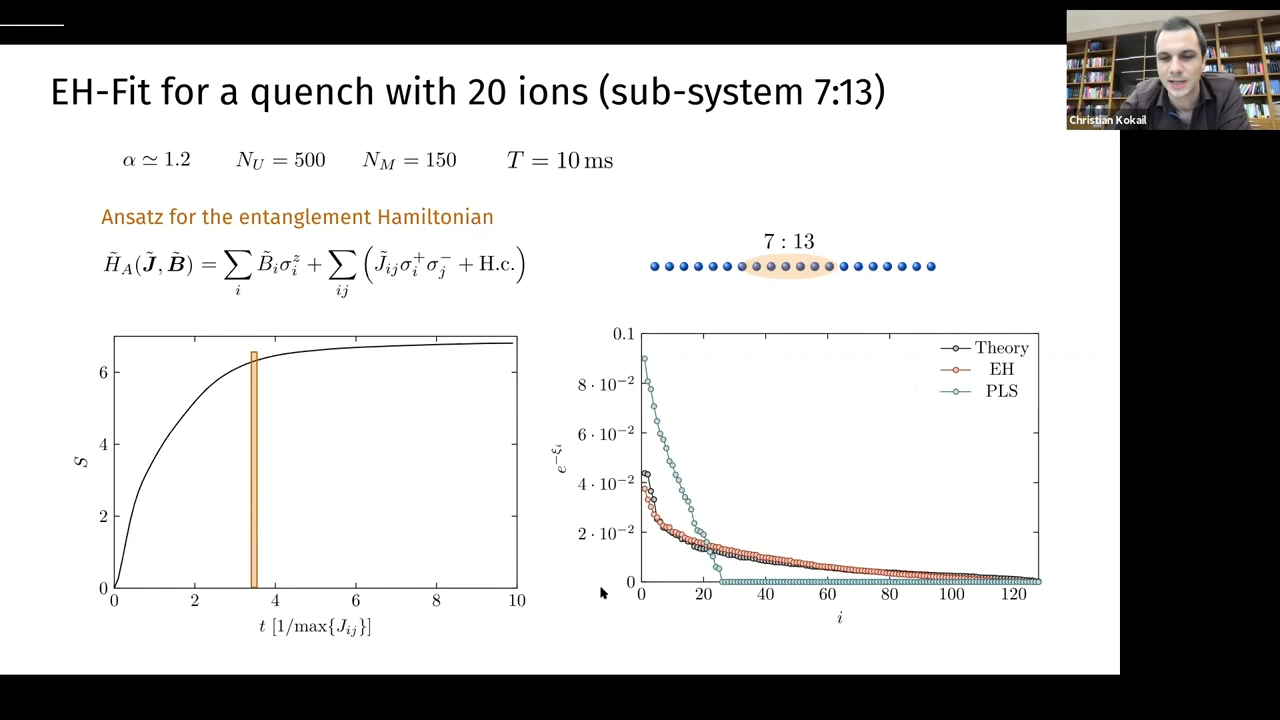 EH-Fit for a quench with 20 ions (sub-system 7:13)
Christian Kokail
α ≃ 1.2 N_U = 500 N_M = 150 T = 10 ms
Ansatz for the entanglement Hamiltonian
H̃_A(J̃, B̃) = ∑_i B̃_i σ_i^z + ∑_ij (J̃_ij σ_i^+ σ_j^- + H.c.)
7 : 13
6
4
2
0
S
0 2 4 6 8 10
t [1/max{J_ij}]
0.1
8 · 10^-2
6 · 10^-2
4 · 10^-2
2 · 10^-2
0
e^-ξ_i
Theory
EH
PLS
0 20 40 60 80 100 120
i